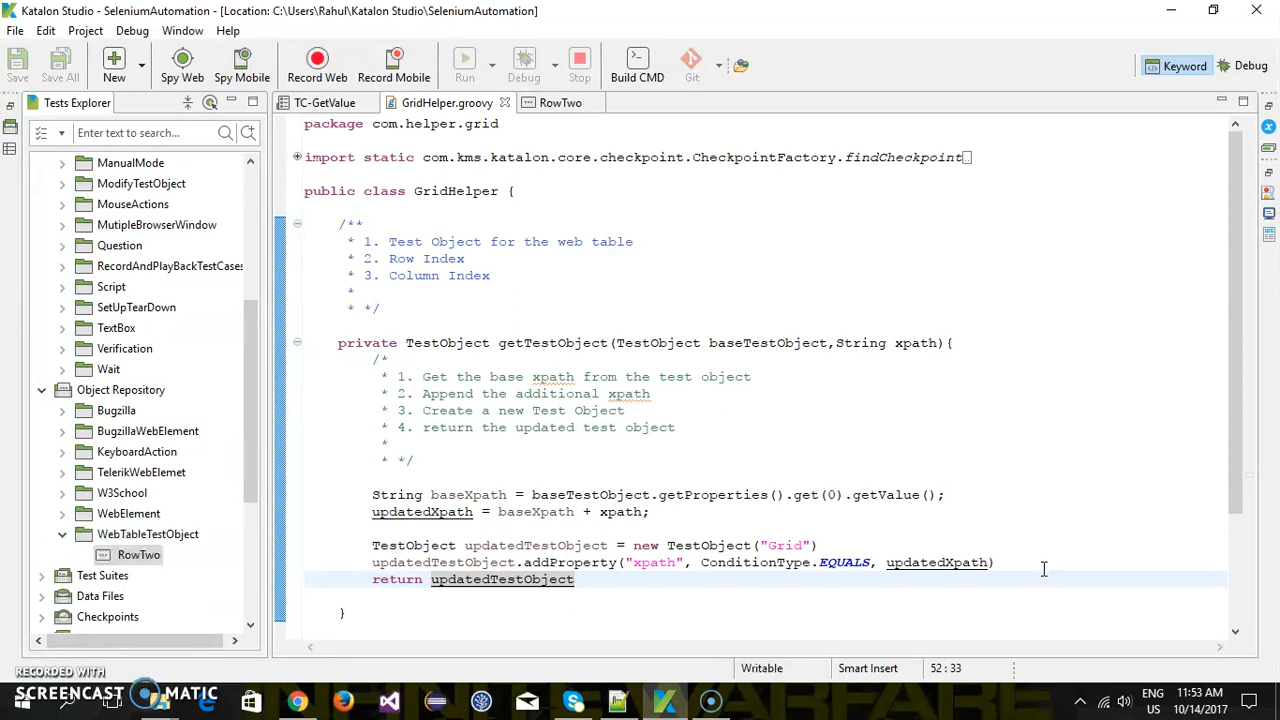 Katalon Studio - SeleniumAutomation - [Location: C:\Users\Rahul\Katalon Studio\SeleniumAutomation]
File Edit Project Debug Window Help
Save Save All New Spy Web Spy Mobile Record Web Record Mobile Run Debug Stop Build CMD Git Keyword Debug
Tests Explorer
TC-GetValue GridHelper.groovy RowTwo
Enter text to search...
ManualMode
ModifyTestObject
MouseActions
MutipleBrowserWindow
Question
RecordAndPlayBackTestCases
Script
SetUpTearDown
TextBox
Verification
Wait
Object Repository
Bugzilla
BugzillaWebElement
KeyboardAction
TelerikWebElemet
W3School
WebElement
WebTableTestObject
RowTwo
Test Suites
Data Files
Checkpoints
package com.helper.grid
import static com.kms.katalon.core.checkpoint.CheckpointFactory.findCheckpoint
public class GridHelper {
/**
* 1. Test Object for the web table
* 2. Row Index
* 3. Column Index
*
* */
private TestObject getTestObject(TestObject baseTestObject,String xpath){
/*
* 1. Get the base xpath from the test object
* 2. Append the additional xpath
* 3. Create a new Test Object
* 4. return the updated test object
*
* */
String baseXpath = baseTestObject.getProperties().get(0).getValue();
updatedXpath = baseXpath + xpath;
TestObject updatedTestObject = new TestObject("Grid")
updatedTestObject.addProperty("xpath", ConditionType.EQUALS, updatedXpath)
return updatedTestObject
}
Writable Smart Insert 52 : 33
RECORDED WITH
SCREENCAST MATIC
ENG
US
11:53 AM
10/14/2017